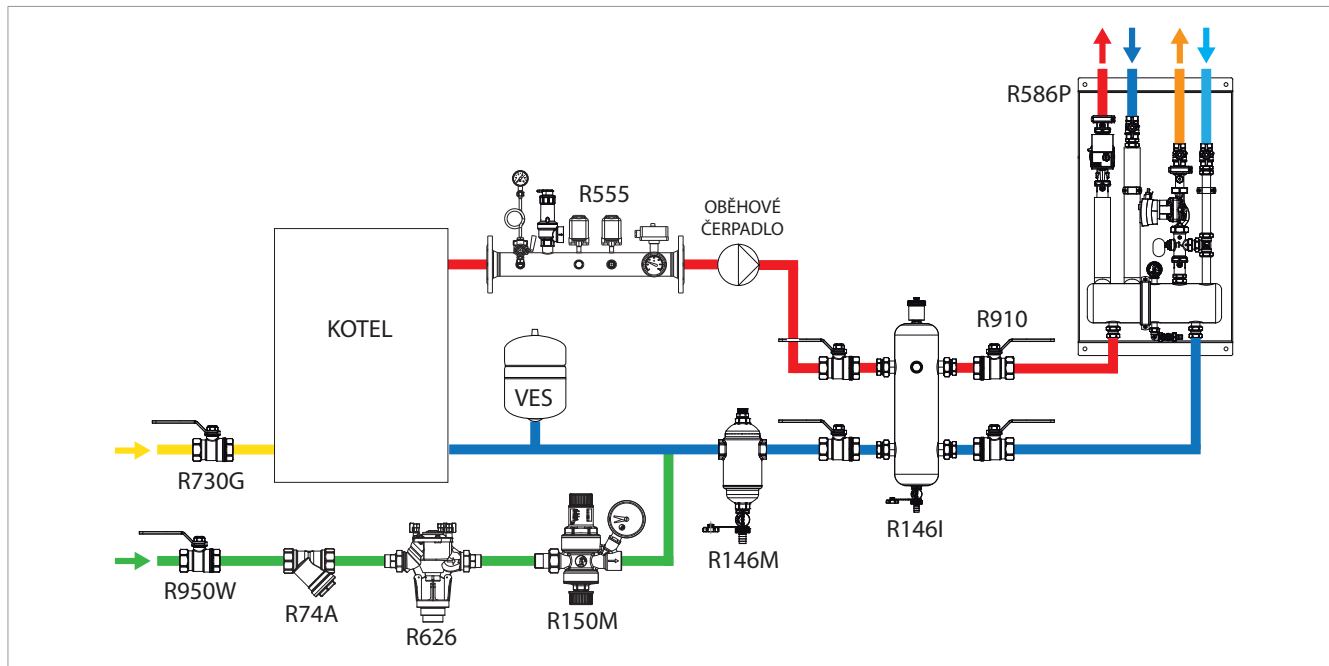 R586P
R555
OBĚHOVÉ
ČERPADLO
KOTEL
R910
VES
R730G
R146I
R146M
R950W
R74A
R626
R150M